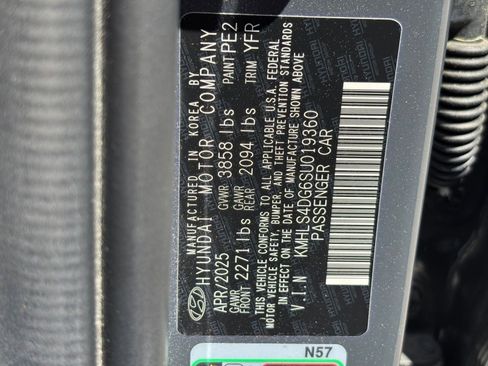 MANUFACTURED IN KOREA BY
HYUNDAI MOTOR COMPANY
APR/2025 GVWR 3858 lbs PAINT PE2
GAWR FRONT 2271 lbs GAWR REAR 2094 lbs TRIM YFR
THIS VEHICLE CONFORMS TO ALL APPLICABLE U.S.A. FEDERAL
MOTOR VEHICLE SAFETY, BUMPER, AND THEFT PREVENTION STANDARDS
IN EFFECT ON THE DATE OF MANUFACTURE SHOWN ABOVE
V.I.N KMHLS4DG6SU019360
PASSENGER CAR
N57